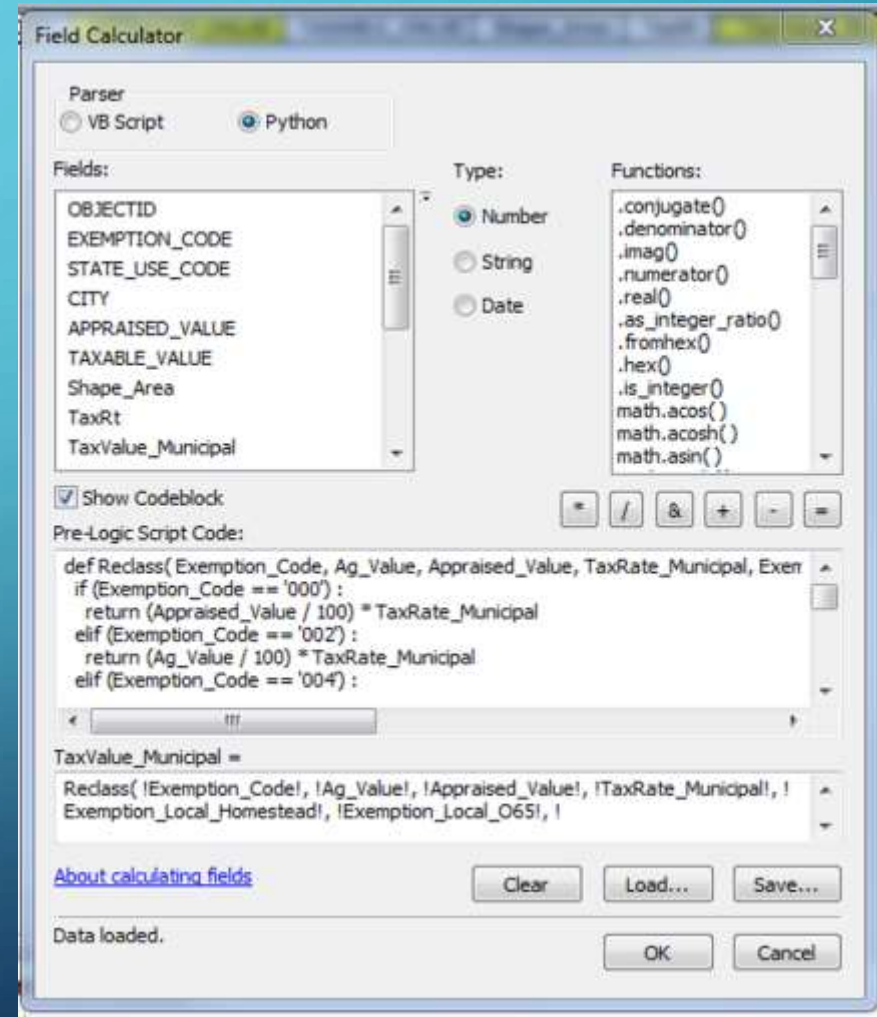 Field Calculator
Parser
VB Script
Python
Fields:
OBJECTID
EXEMPTION_CODE
STATE_USE_CODE
CITY
APPRAISED_VALUE
TAXABLE_VALUE
Shape_Area
TaxRt
TaxValue_Municipal
Type:
Number
String
Date
Functions:
.conjugate()
.denominator()
.imag()
.numerator()
.real()
.as_integer_ratio()
.fromhex()
.hex()
.is_integer()
math.acos( )
math.acosh( )
math.asin( )
Show Codeblock
* / & + - =
Pre-Logic Script Code:
def Reclass( Exemption_Code, Ag_Value, Appraised_Value, TaxRate_Municipal, Exem
if (Exemption_Code == '000') :
return (Appraised_Value / 100) * TaxRate_Municipal
elif (Exemption_Code == '002') :
return (Ag_Value / 100) * TaxRate_Municipal
elif (Exemption_Code == '004') :
TaxValue_Municipal =
Reclass( !Exemption_Code!, !Ag_Value!, !Appraised_Value!, !TaxRate_Municipal!, !
Exemption_Local_Homestead!, !Exemption_Local_O65!, !
About calculating fields
Clear
Load...
Save...
Data loaded.
OK
Cancel